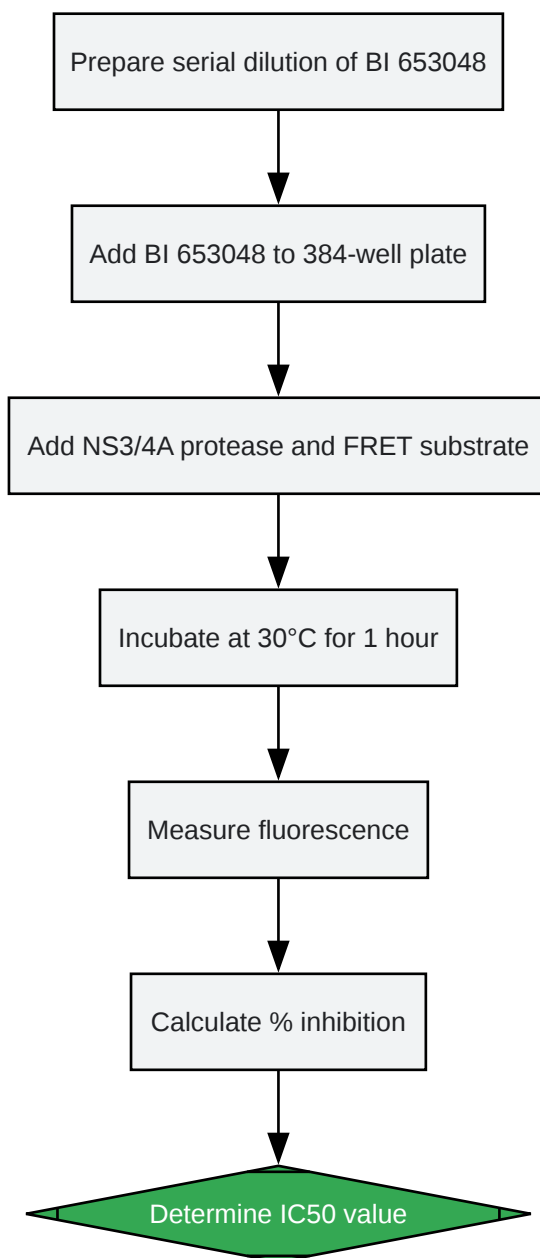 Prepare serial dilution of BI 653048
Add BI 653048 to 384-well plate
Add NS3/4A protease and FRET substrate
Incubate at 30°C for 1 hour
Measure fluorescence
Calculate % inhibition
Determine IC50 value